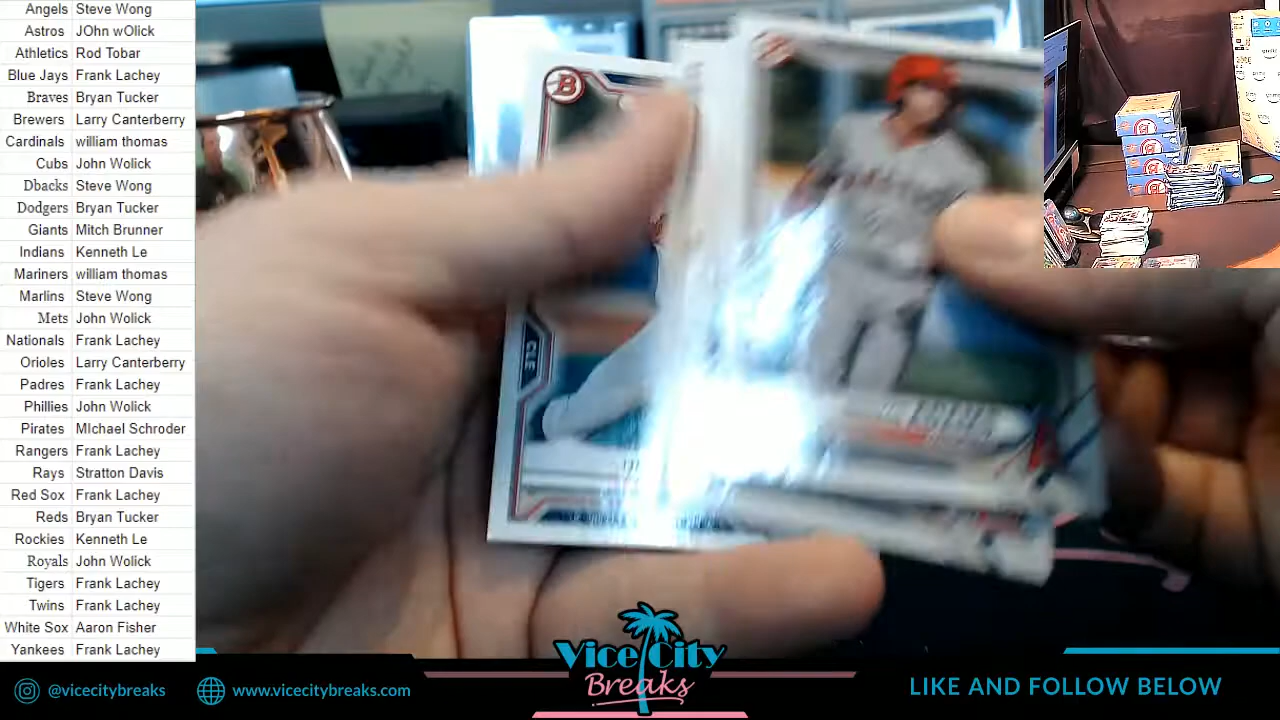 Angels Steve Wong
Astros JOhn wOlick
Athletics Rod Tobar
Blue Jays Frank Lachey
Braves Bryan Tucker
Brewers Larry Canterberry
Cardinals william thomas
Cubs John Wolick
Dbacks Steve Wong
Dodgers Bryan Tucker
Giants Mitch Brunner
Indians Kenneth Le
Mariners william thomas
Marlins Steve Wong
Mets John Wolick
Nationals Frank Lachey
Orioles Larry Canterberry
Padres Frank Lachey
Phillies John Wolick
Pirates MIchael Schroder
Rangers Frank Lachey
Rays Stratton Davis
Red Sox Frank Lachey
Reds Bryan Tucker
Rockies Kenneth Le
Royals John Wolick
Tigers Frank Lachey
Twins Frank Lachey
White Sox Aaron Fisher
Yankees Frank Lachey
B
CLE
Vice City
Breaks
@vicecitybreaks
www.vicecitybreaks.com
LIKE AND FOLLOW BELOW